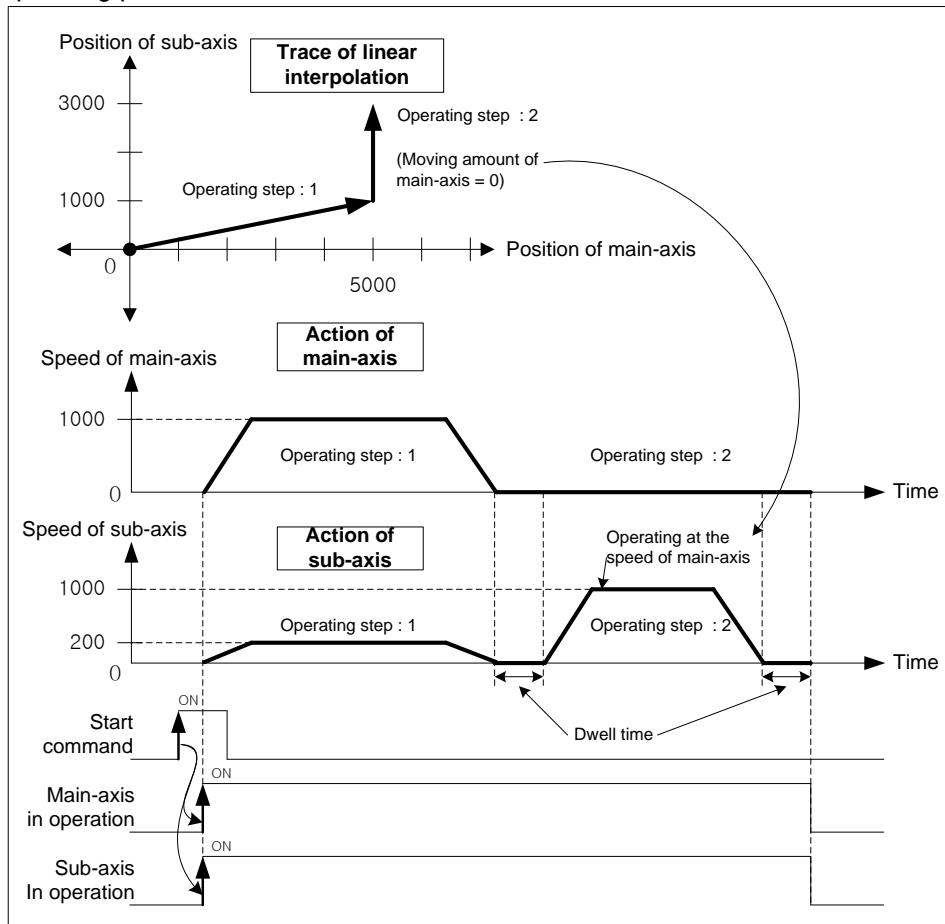 Position of sub-axis
Trace of linear
interpolation
3000
Operating step : 2
(Moving amount of
main-axis = 0)
Operating step : 1
1000
Position of main-axis
0
5000
Action of
main-axis
Speed of main-axis
1000
Operating step : 1
Operating step : 2
0
Time
Speed of sub-axis
Action of
sub-axis
Operating at the
speed of main-axis
1000
Operating step : 1
Operating step : 2
200
0
Time
Dwell time
ON
Start
command
ON
Main-axis
in operation
ON
Sub-axis
In operation